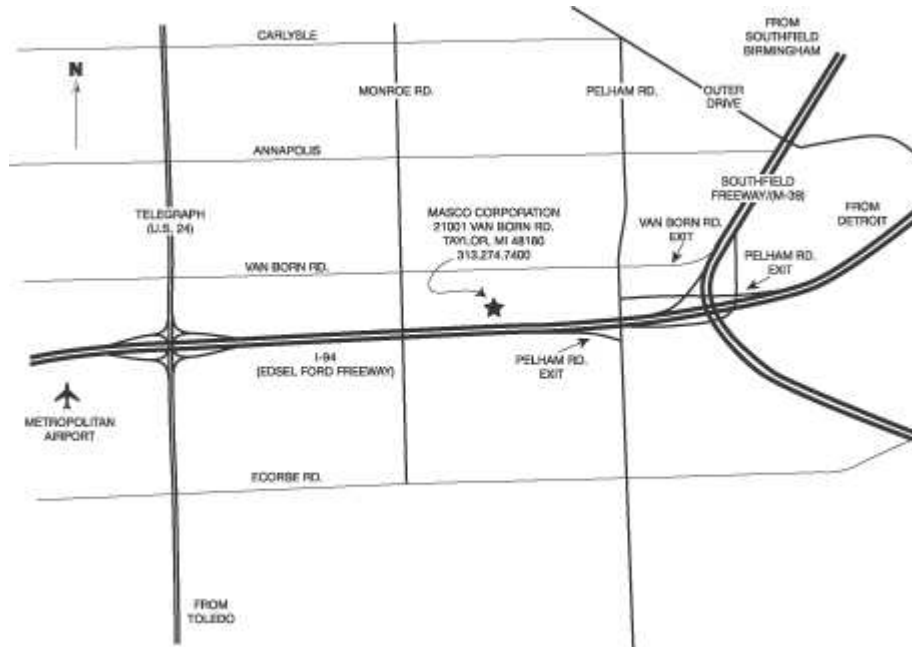 FROM
SOUTHFIELD
BIRMINGHAM
CARLYSLE
N
MONROE RD.
PELHAM RD.
OUTER
DRIVE
ANNAPOLIS
SOUTHFIELD
FREEWAY/(M-39)
TELEGRAPH
(U.S. 24)
MASCO CORPORATION
21001 VAN BORN RD.
TAYLOR, MI 48180
313.274.7400
VAN BORN RD.
EXIT
FROM
DETROIT
VAN BORN RD.
PELHAM RD.
EXIT
I-94
(EDSEL FORD FREEWAY)
PELHAM RD.
EXIT
METROPOLITAN
AIRPORT
ECORSE RD.
FROM
TOLEDO